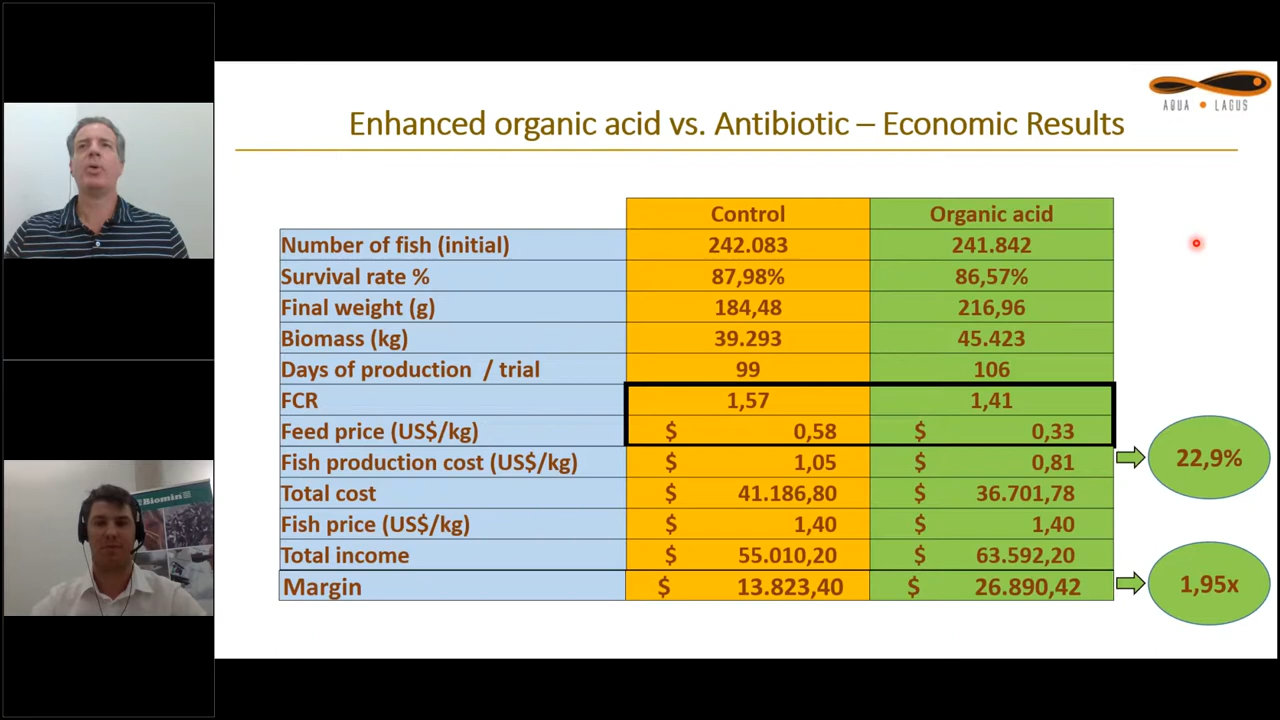 AQUA LAGUS
Enhanced organic acid vs. Antibiotic – Economic Results
Control Organic acid
Number of fish (initial) 242.083 241.842
Survival rate % 87,98% 86,57%
Final weight (g) 184,48 216,96
Biomass (kg) 39.293 45.423
Days of production / trial 99 106
FCR 1,57 1,41
Feed price (US$/kg) $ 0,58 $ 0,33
Fish production cost (US$/kg) $ 1,05 $ 0,81
22,9%
Total cost $ 41.186,80 $ 36.701,78
Fish price (US$/kg) $ 1,40 $ 1,40
Total income $ 55.010,20 $ 63.592,20
Margin $ 13.823,40 $ 26.890,42
1,95x
Biomin